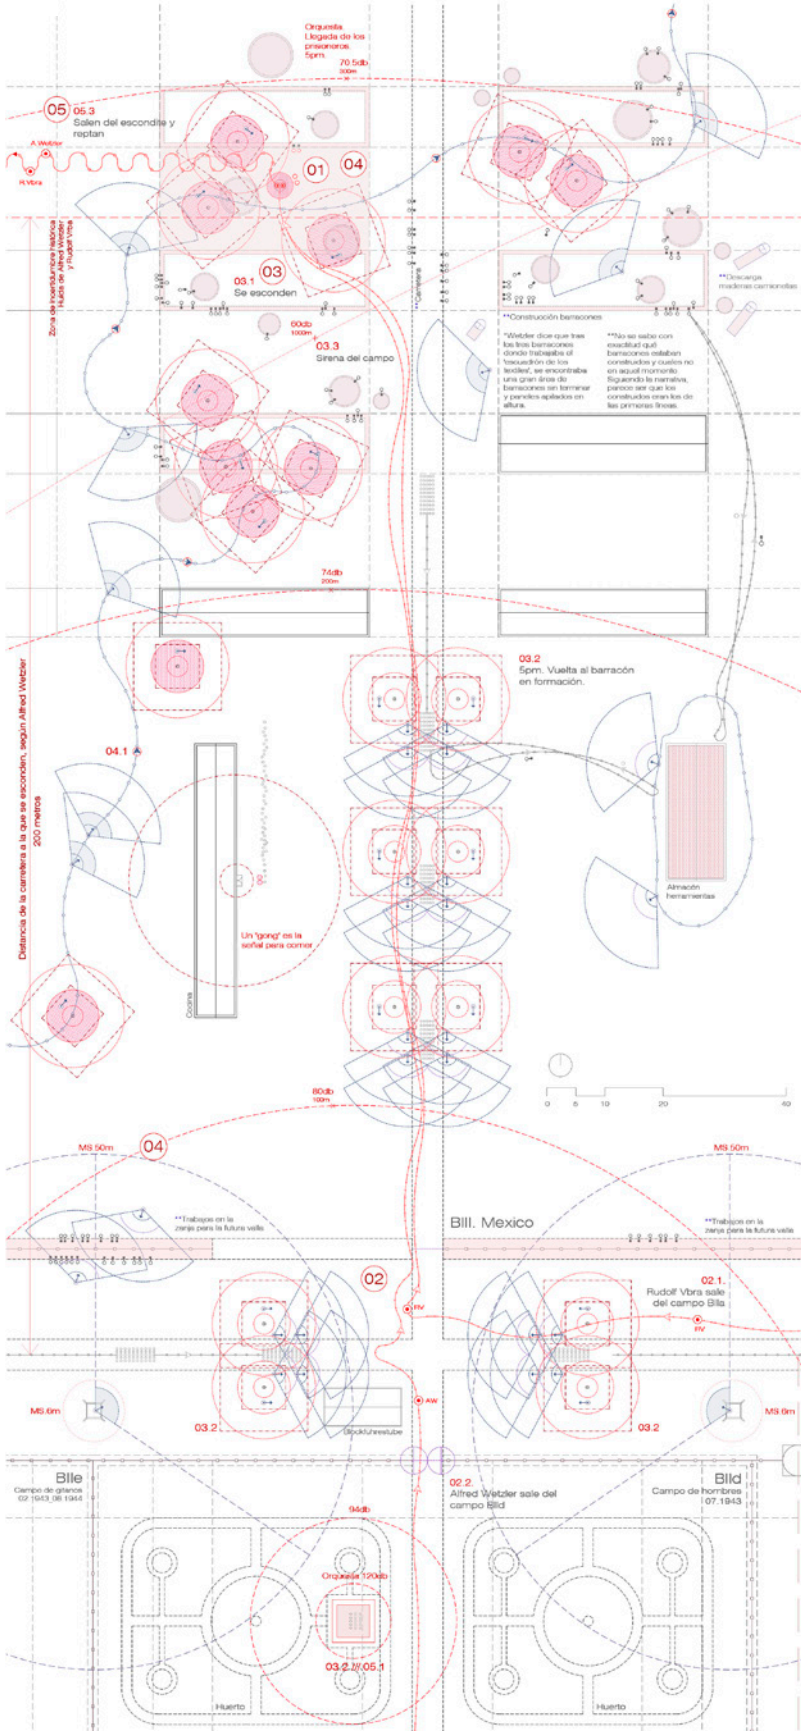 Orquesta
Llegada de los
prisioneros
5pm.
70.5db
300m
05
05.3
Salen del escondite y
reptan
A.Wetzler
R.Vbra
01
04
03
03.1
Se esconden
60db
1000m
03.3
Sirena del campo
Zona de incertidumbre histórica
Huida de Alfred Wetzler
y Rudolf Vrba
**Carretera
**Descarga
maderas camionetas
**Construcción barracones
*Wetzler dice que tras
los tres barracones
donde trabajaba el
'escuadrón de los
textiles', se encontraba
una gran área de
barracones sin terminar
y paneles apilados en
altura.
**No se sabe con
exactitud qué
barracones estaban
construidos y cuales no
en aquel momento
Siguiendo la narrativa,
parece ser que los
construidos eran los de
las primeras líneas.
74db
200m
03.2
5pm. Vuelta al barracón
en formación.
04.1
Distancia de la carretera a la que se esconden, según Alfred Wetzler
200 metros
Un "gong" es la
señal para comer
Cocina
Almacén
herramientas
0 5 10 20 40
80db
100m
04
MS 50m
MS 50m
**Trabajos en la
zanja para la futura valla
BIII. Mexico
**Trabajos en la
zanja para la futura valla
02
02.1.
Rudolf Vbra sale
del campo BIIa
RV
RV
AW
MS 6m
MS 6m
03.2
03.2
Blockfuhrestube
BIIe
Campo de gitanos
02.1943_08.1944
02.2.
Alfred Wetzler sale del
campo BIId
BIId
Campo de hombres
07.1943
94db
Orquesta 120db
03.2 /// 05.1
Huerto
Huerto